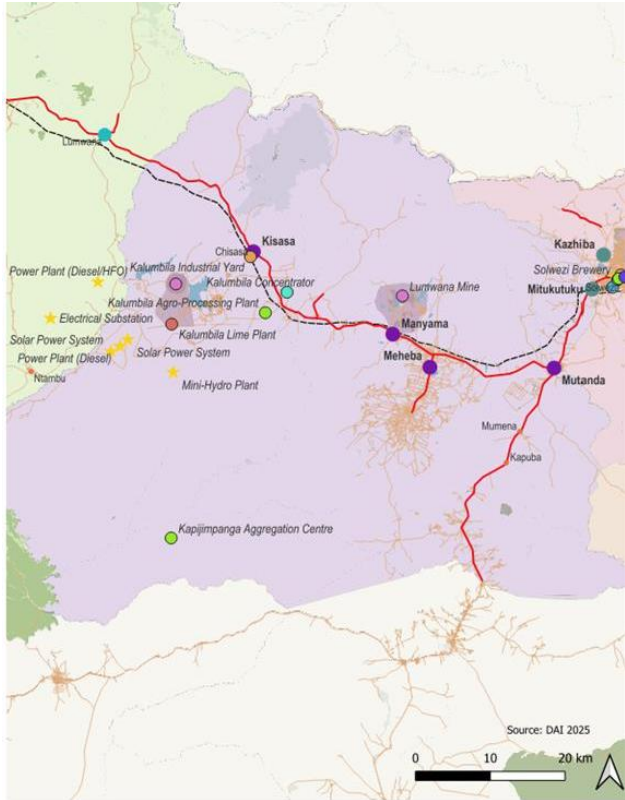 Lumwana
Kisasa
Chisasa
Kazhiba
Solwezi Brewery
Kalumbila Industrial Yard
Power Plant (Diesel/HFO)
Kalumbila Concentrator
Lumwana Mine
Mitukutuku
Kalumbila Agro-Processing Plant
Electrical Substation
Kalumbila Lime Plant
Manyama
Solar Power System
Solar Power System
Power Plant (Diesel)
Meheba
Ntambu
Mini-Hydro Plant
Mutanda
Mumena
Kapuba
Kapijimpanga Aggregation Centre
Source: DAI 2025
0 10 20 km